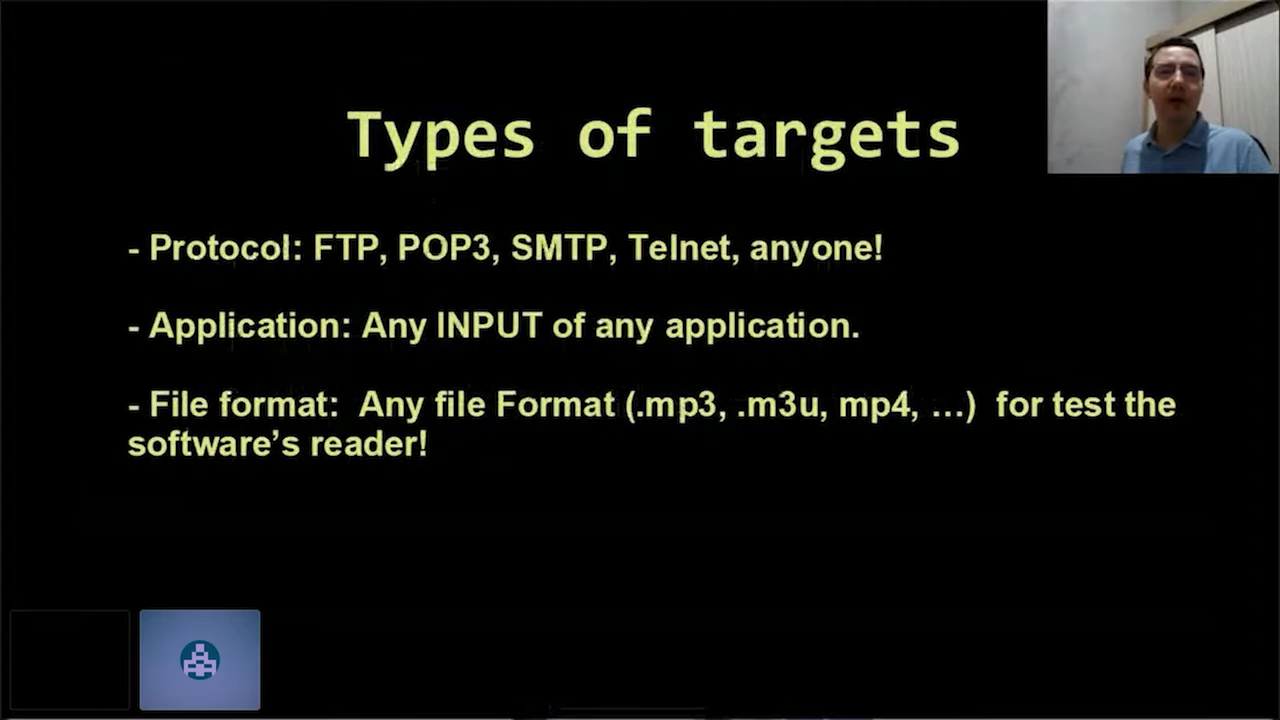 Types of targets
- Protocol: FTP, POP3, SMTP, Telnet, anyone!
- Application: Any INPUT of any application.
- File format:  Any file Format (.mp3, .m3u, mp4, …)  for test the
software’s reader!